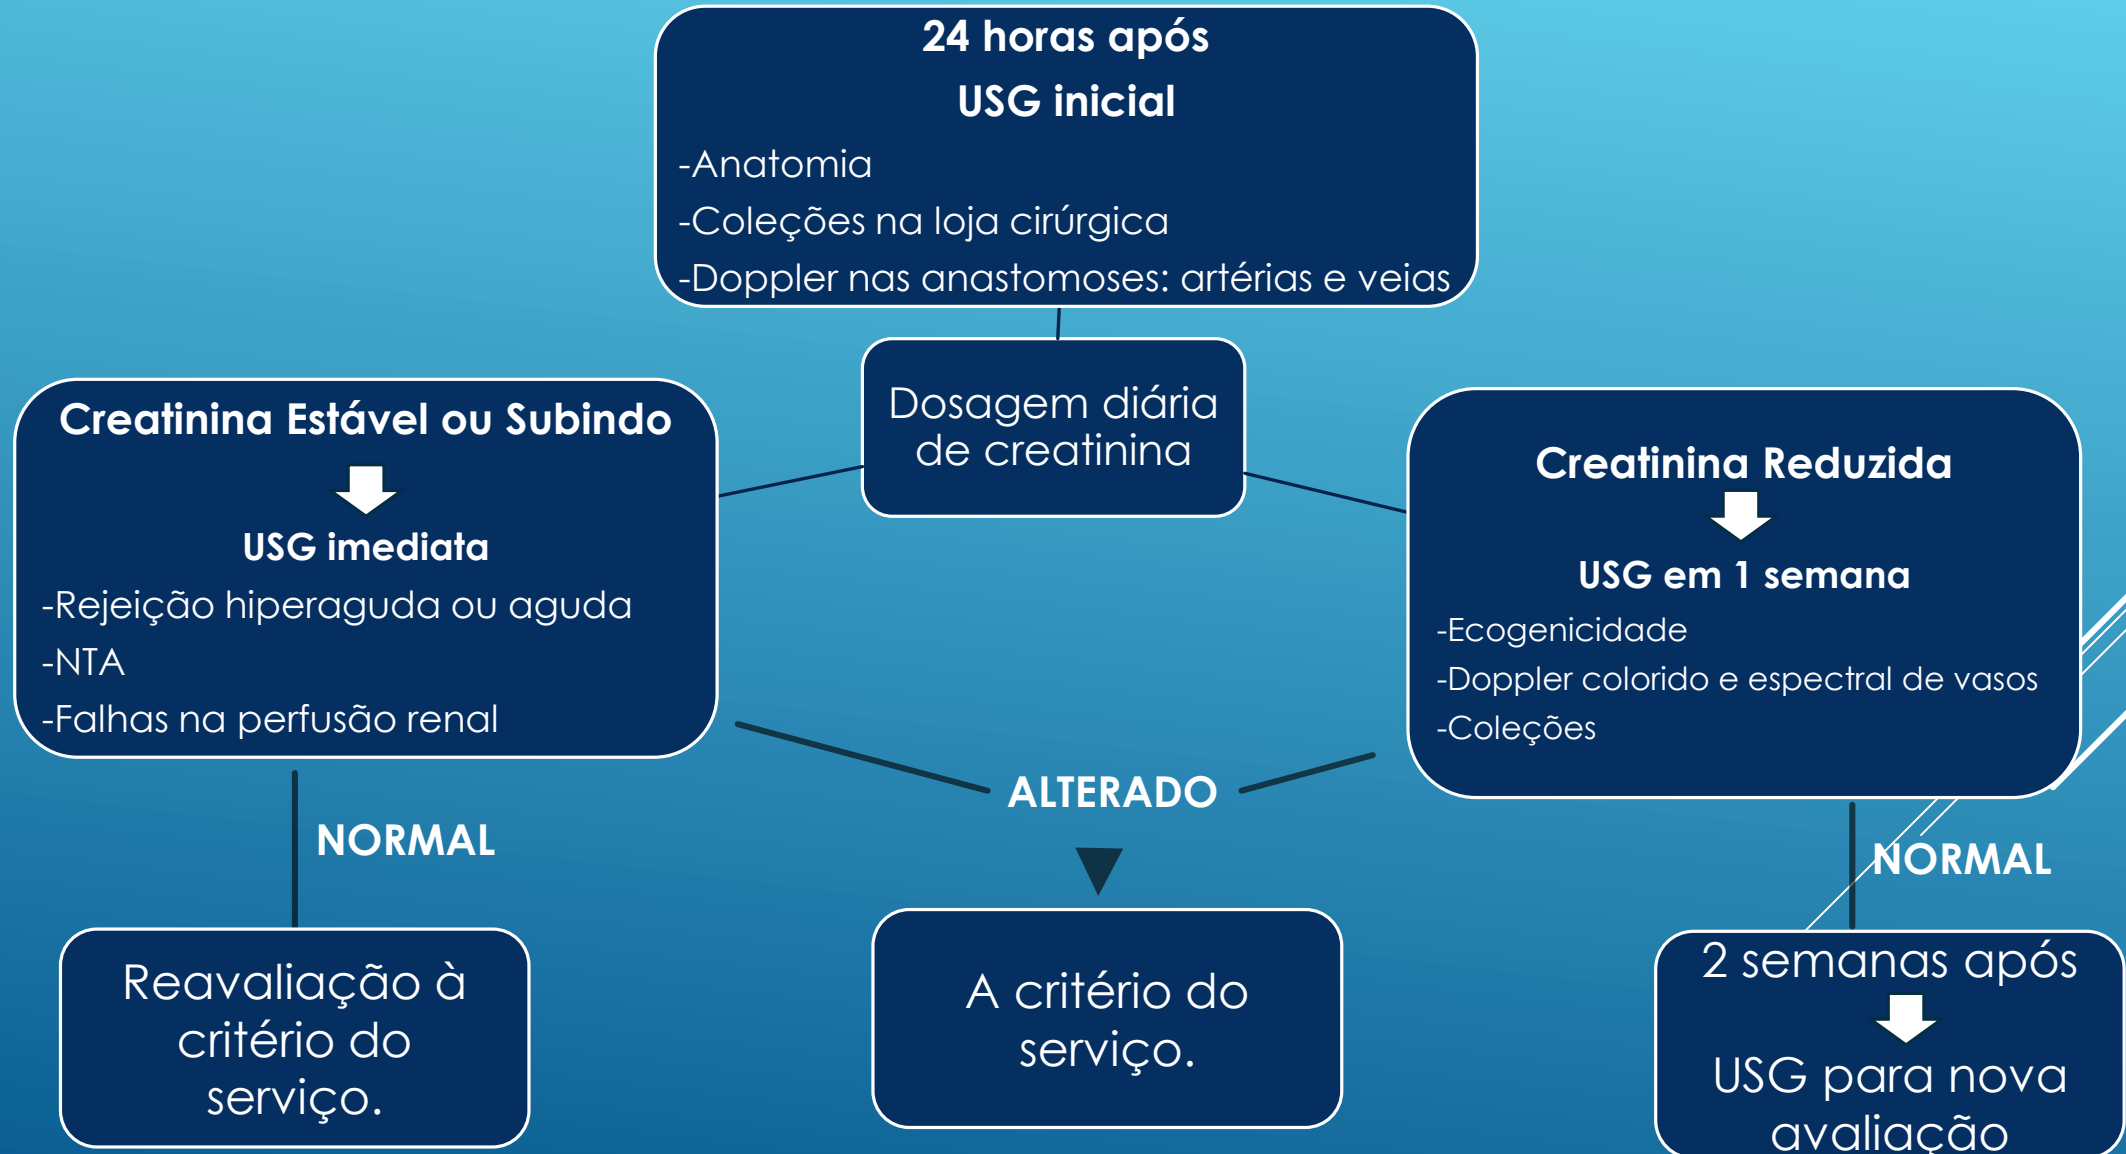 24 horas após
USG inicial
-Anatomia
-Coleções na loja cirúrgica
-Doppler nas anastomoses: artérias e veias
Dosagem diária
de creatinina
Creatinina Estável ou Subindo
USG imediata
-Rejeição hiperaguda ou aguda
-NTA
-Falhas na perfusão renal
Creatinina Reduzida
USG em 1 semana
-Ecogenicidade
-Doppler colorido e espectral de vasos
-Coleções
ALTERADO
NORMAL
NORMAL
Reavaliação à
critério do
serviço.
A critério do
serviço.
2 semanas após
USG para nova
avaliação